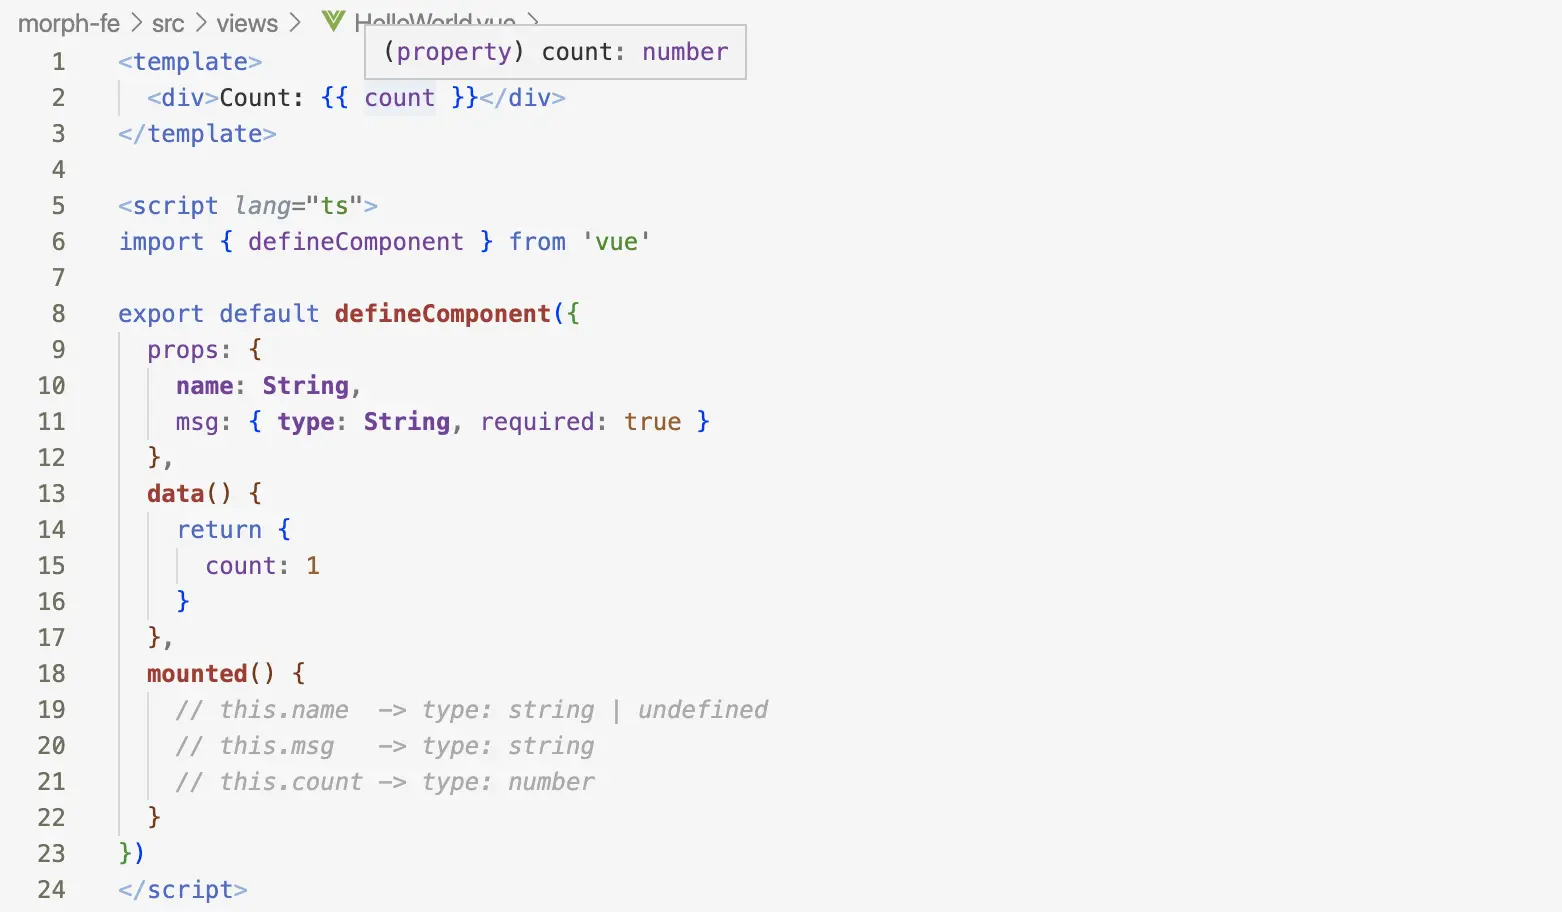 morph-fe > src > views > HelloWorld.vue >
(property) count: number
1 <template>
2 <div>Count: {{ count }}</div>
3 </template>
4
5 <script lang="ts">
6 import { defineComponent } from 'vue'
7
8 export default defineComponent({
9 props: {
10 name: String,
11 msg: { type: String, required: true }
12 },
13 data() {
14 return {
15 count: 1
16 }
17 },
18 mounted() {
19 // this.name -> type: string | undefined
20 // this.msg -> type: string
21 // this.count -> type: number
22 }
23 })
24 </script>